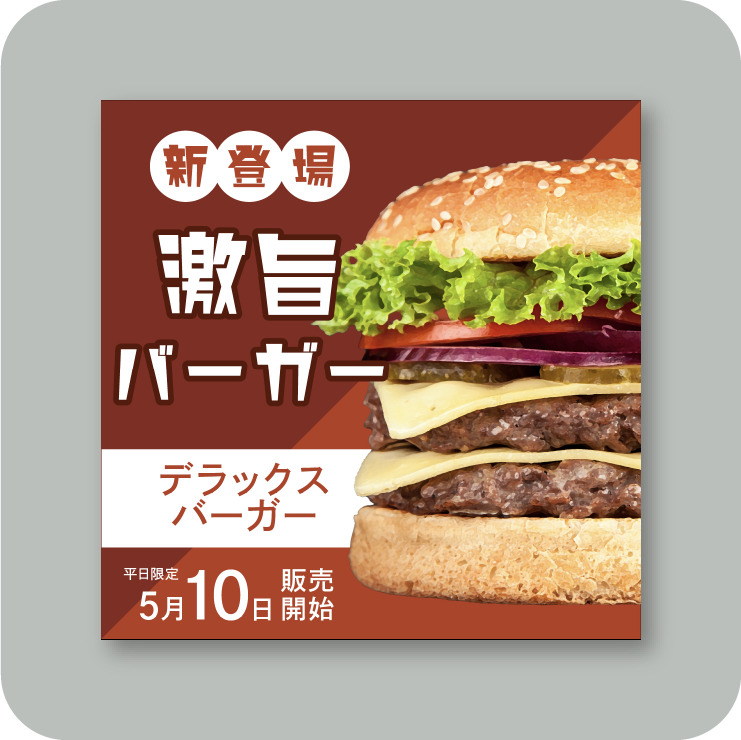 新登場
激旨
バーガー
デラックス
バーガー
平日限定
5月10日
販売
開始